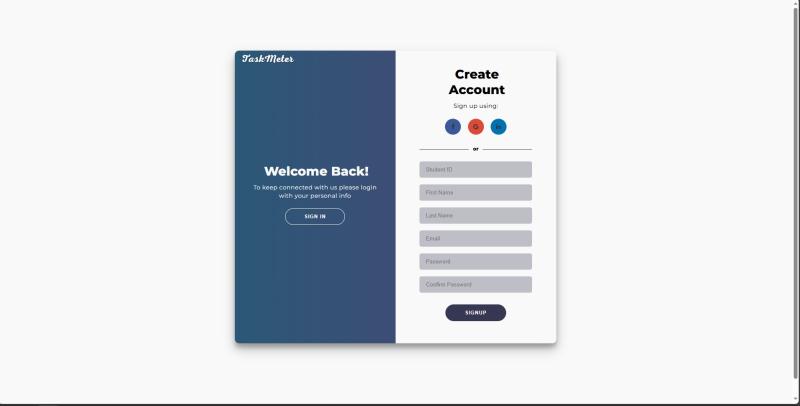 TaskMeter
Welcome Back!
To keep connected with us please login
with your personal info
SIGN IN
Create
Account
Sign up using:
f
G
in
or
Student ID
First Name
Last Name
Email
Password
Confirm Password
SIGNUP